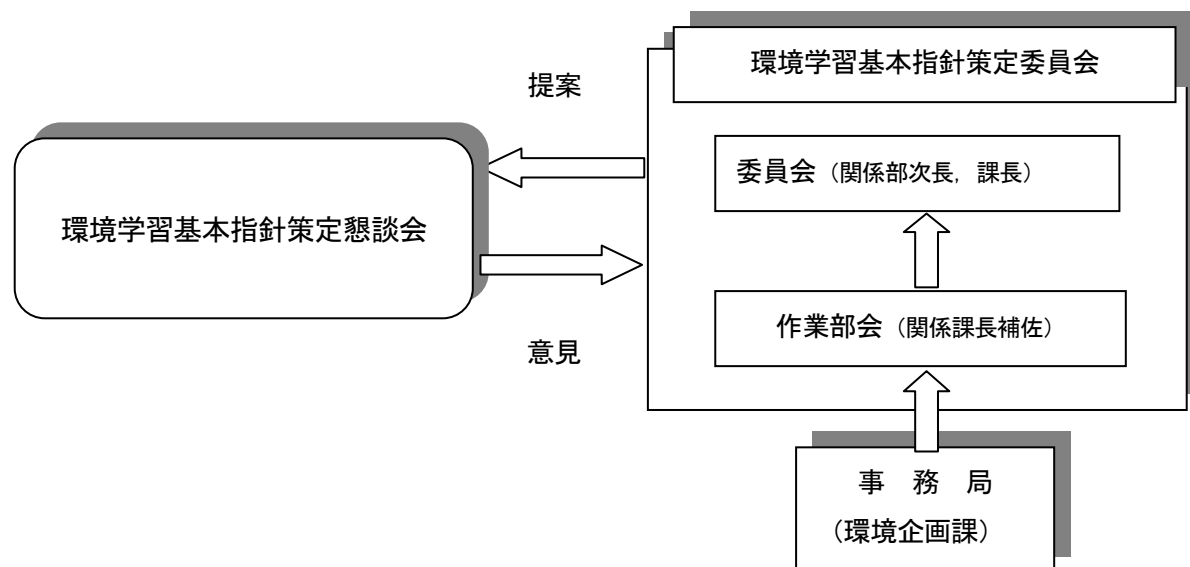 環境学習基本指針策定委員会
提案
委員会（関係部次長，課長）
環境学習基本指針策定懇談会
作業部会（関係課長補佐）
意見
事　務　局
（環境企画課）